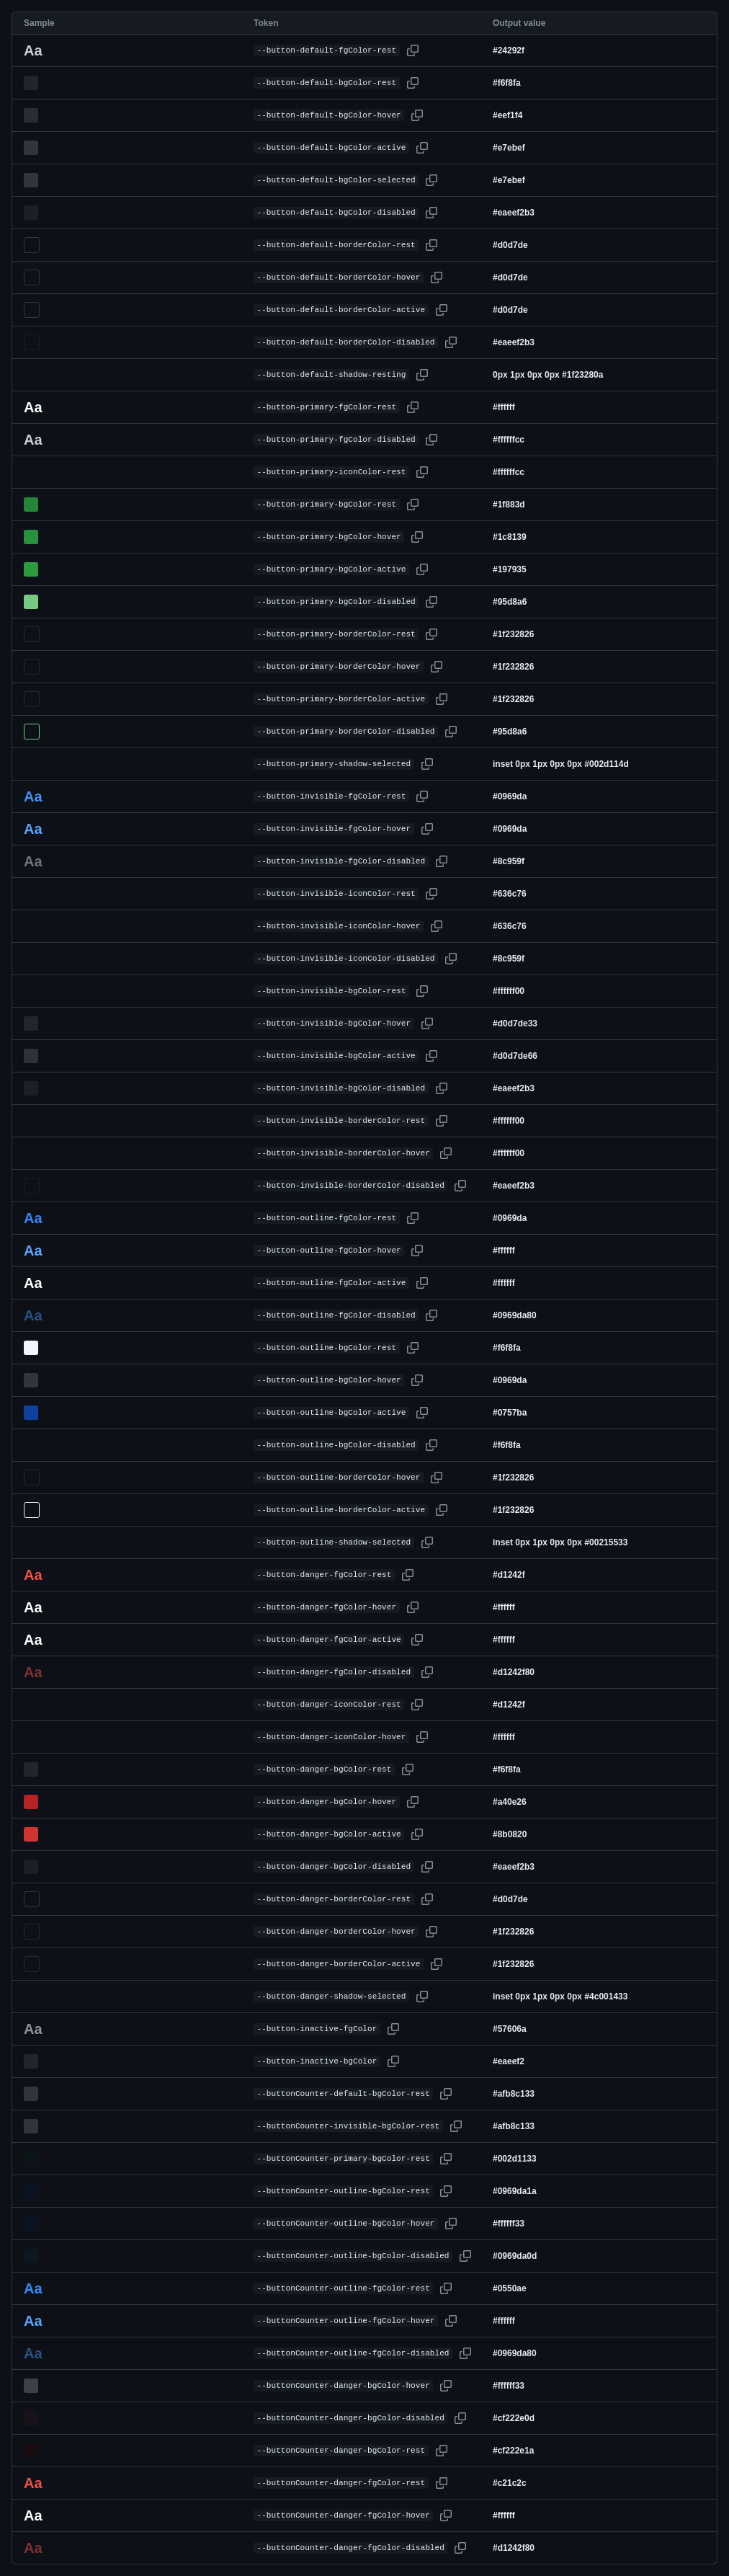 Sample Token Output value
Aa --button-default-fgColor-rest #24292f
--button-default-bgColor-rest #f6f8fa
--button-default-bgColor-hover #eef1f4
--button-default-bgColor-active #e7ebef
--button-default-bgColor-selected #e7ebef
--button-default-bgColor-disabled #eaeef2b3
--button-default-borderColor-rest #d0d7de
--button-default-borderColor-hover #d0d7de
--button-default-borderColor-active #d0d7de
--button-default-borderColor-disabled #eaeef2b3
--button-default-shadow-resting 0px 1px 0px 0px #1f23280a
Aa --button-primary-fgColor-rest #ffffff
Aa --button-primary-fgColor-disabled #ffffffcc
--button-primary-iconColor-rest #ffffffcc
--button-primary-bgColor-rest #1f883d
--button-primary-bgColor-hover #1c8139
--button-primary-bgColor-active #197935
--button-primary-bgColor-disabled #95d8a6
--button-primary-borderColor-rest #1f232826
--button-primary-borderColor-hover #1f232826
--button-primary-borderColor-active #1f232826
--button-primary-borderColor-disabled #95d8a6
--button-primary-shadow-selected inset 0px 1px 0px 0px #002d114d
Aa --button-invisible-fgColor-rest #0969da
Aa --button-invisible-fgColor-hover #0969da
Aa --button-invisible-fgColor-disabled #8c959f
--button-invisible-iconColor-rest #636c76
--button-invisible-iconColor-hover #636c76
--button-invisible-iconColor-disabled #8c959f
--button-invisible-bgColor-rest #ffffff00
--button-invisible-bgColor-hover #d0d7de33
--button-invisible-bgColor-active #d0d7de66
--button-invisible-bgColor-disabled #eaeef2b3
--button-invisible-borderColor-rest #ffffff00
--button-invisible-borderColor-hover #ffffff00
--button-invisible-borderColor-disabled #eaeef2b3
Aa --button-outline-fgColor-rest #0969da
Aa --button-outline-fgColor-hover #ffffff
Aa --button-outline-fgColor-active #ffffff
Aa --button-outline-fgColor-disabled #0969da80
--button-outline-bgColor-rest #f6f8fa
--button-outline-bgColor-hover #0969da
--button-outline-bgColor-active #0757ba
--button-outline-bgColor-disabled #f6f8fa
--button-outline-borderColor-hover #1f232826
--button-outline-borderColor-active #1f232826
--button-outline-shadow-selected inset 0px 1px 0px 0px #00215533
Aa --button-danger-fgColor-rest #d1242f
Aa --button-danger-fgColor-hover #ffffff
Aa --button-danger-fgColor-active #ffffff
Aa --button-danger-fgColor-disabled #d1242f80
--button-danger-iconColor-rest #d1242f
--button-danger-iconColor-hover #ffffff
--button-danger-bgColor-rest #f6f8fa
--button-danger-bgColor-hover #a40e26
--button-danger-bgColor-active #8b0820
--button-danger-bgColor-disabled #eaeef2b3
--button-danger-borderColor-rest #d0d7de
--button-danger-borderColor-hover #1f232826
--button-danger-borderColor-active #1f232826
--button-danger-shadow-selected inset 0px 1px 0px 0px #4c001433
Aa --button-inactive-fgColor #57606a
--button-inactive-bgColor #eaeef2
--buttonCounter-default-bgColor-rest #afb8c133
--buttonCounter-invisible-bgColor-rest #afb8c133
--buttonCounter-primary-bgColor-rest #002d1133
--buttonCounter-outline-bgColor-rest #0969da1a
--buttonCounter-outline-bgColor-hover #ffffff33
--buttonCounter-outline-bgColor-disabled #0969da0d
Aa --buttonCounter-outline-fgColor-rest #0550ae
Aa --buttonCounter-outline-fgColor-hover #ffffff
Aa --buttonCounter-outline-fgColor-disabled #0969da80
--buttonCounter-danger-bgColor-hover #ffffff33
--buttonCounter-danger-bgColor-disabled #cf222e0d
--buttonCounter-danger-bgColor-rest #cf222e1a
Aa --buttonCounter-danger-fgColor-rest #c21c2c
Aa --buttonCounter-danger-fgColor-hover #ffffff
Aa --buttonCounter-danger-fgColor-disabled #d1242f80